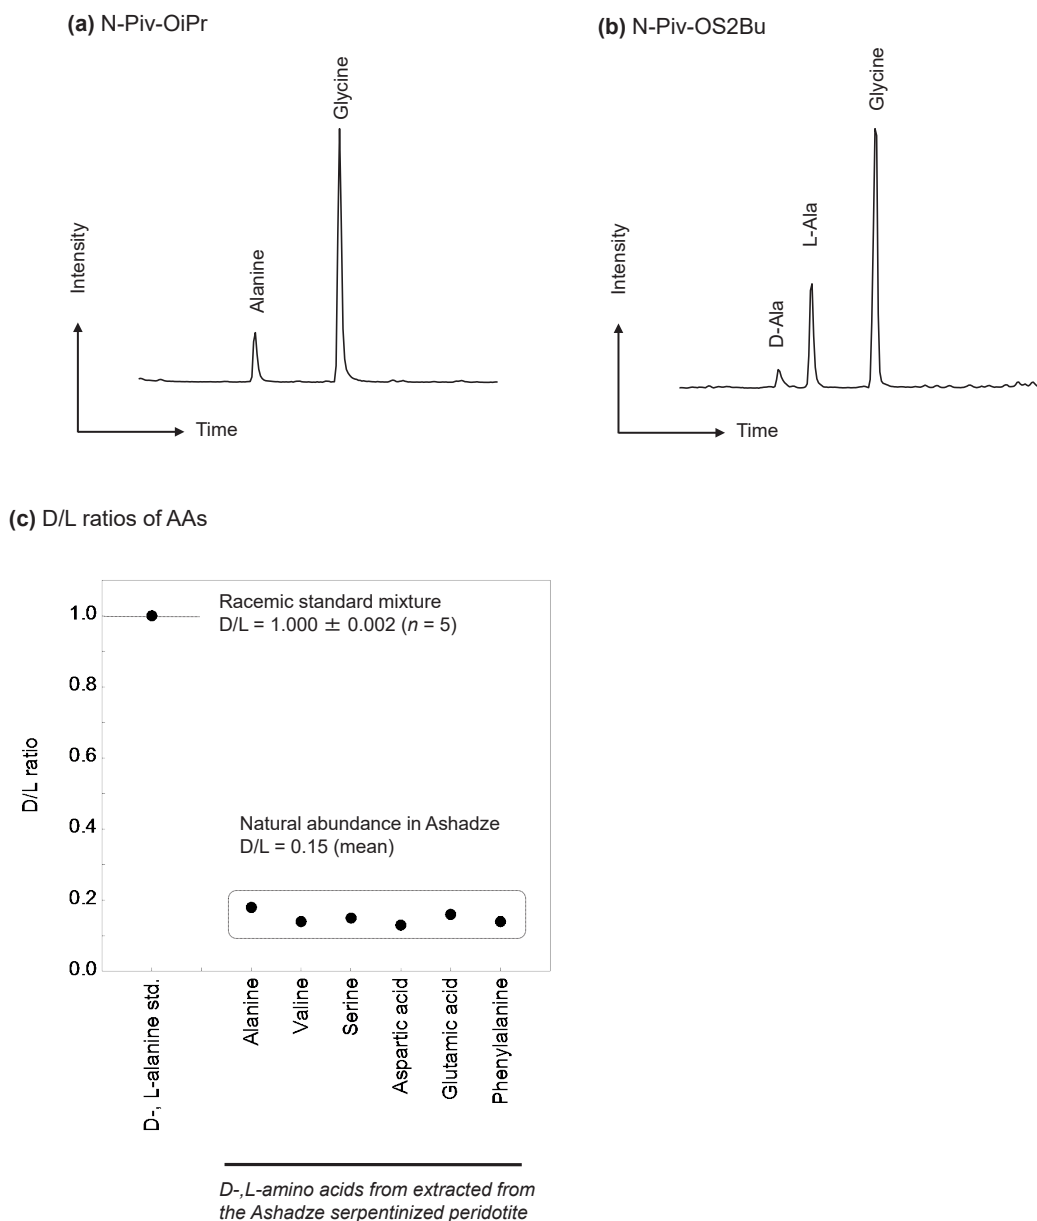 (a) N-Piv-OiPr
Intensity
Alanine
Glycine
Time
(b) N-Piv-OS2Bu
Intensity
D-Ala
L-Ala
Glycine
Time
(c) D/L ratios of AAs
D/L ratio
1.0
0.8
0.6
0.4
0.2
0.0
Racemic standard mixture
D/L = 1.000 ± 0.002 (n = 5)
Natural abundance in Ashadze
D/L = 0.15 (mean)
D-, L-alanine std.
Alanine
Valine
Serine
Aspartic acid
Glutamic acid
Phenylalanine
D-,L-amino acids from extracted from
the Ashadze serpentinized peridotite